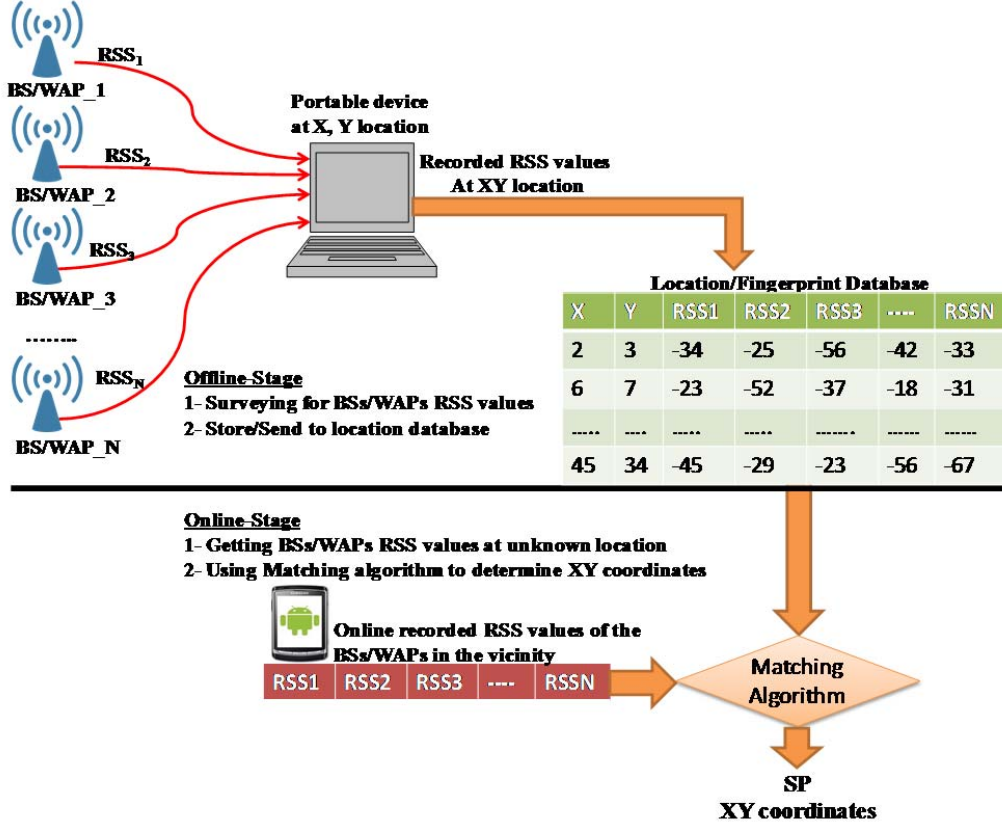 RSS1
BS/WAP_1
RSS2
BS/WAP_2
RSS3
BS/WAP_3
........
RSSN
BS/WAP_N
Portable device
at X, Y location
Recorded RSS values
At XY location
Location/Fingerprint Database
X Y RSS1 RSS2 RSS3 ---- RSSN
2 3 -34 -25 -56 -42 -33
6 7 -23 -52 -37 -18 -31
..... .... ..... ..... ....... ...... ......
45 34 -45 -29 -23 -56 -67
Offline-Stage
1- Surveying for BSs/WAPs RSS values
2- Store/Send to location database
Online-Stage
1- Getting BSs/WAPs RSS values at unknown location
2- Using Matching algorithm to determine XY coordinates
Online recorded RSS values of the
BSs/WAPs in the vicinity
RSS1 RSS2 RSS3 ---- RSSN
Matching
Algorithm
SP
XY coordinates